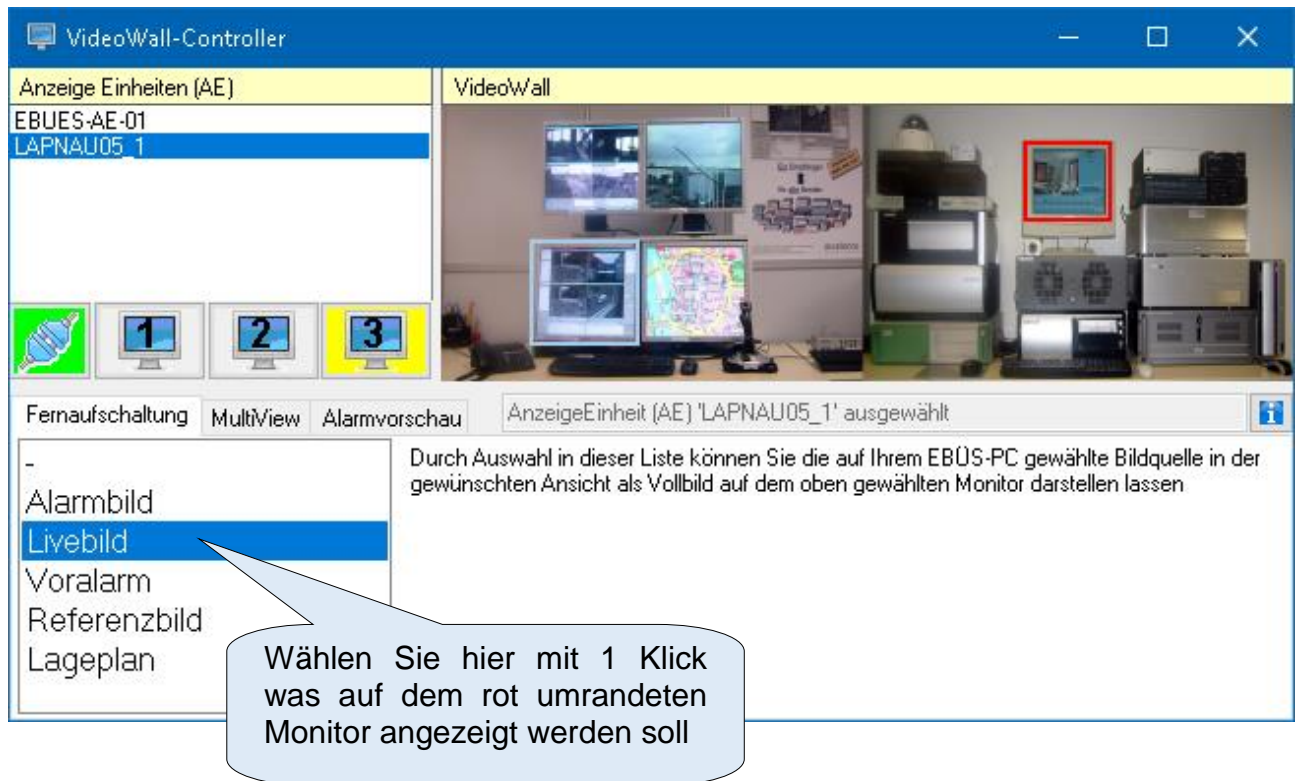 VideoWall-Controller
Anzeige Einheiten (AE)
VideoWall
EBUES-AE-01
LAPNAU05_1
1
2
3
Fernaufschaltung
MultiView
Alarmvorschau
AnzeigeEinheit (AE) 'LAPNAU05_1' ausgewählt
-
Alarmbild
Livebild
Voralarm
Referenzbild
Lageplan
Durch Auswahl in dieser Liste können Sie die auf Ihrem EBÜS-PC gewählte Bildquelle in der
gewünschten Ansicht als Vollbild auf dem oben gewählten Monitor darstellen lassen
Wählen Sie hier mit 1 Klick
was auf dem rot umrandeten
Monitor angezeigt werden soll